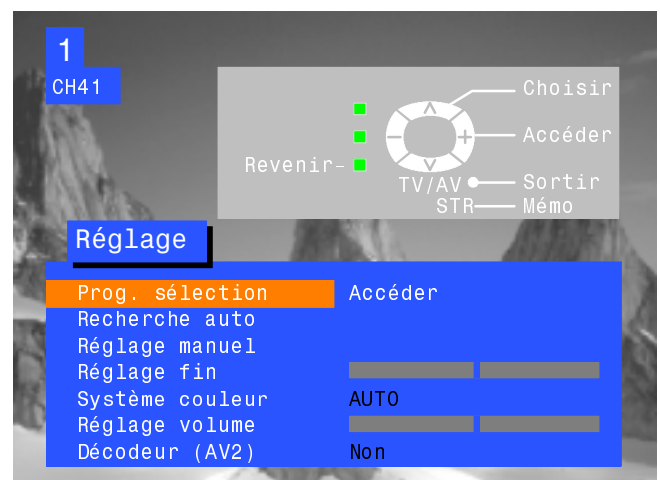 1
CH41
Choisir
Accéder
Revenir
TV/AV Sortir
STR Mémo
Réglage
Prog. sélection Accéder
Recherche auto
Réglage manuel
Réglage fin
Système couleur AUTO
Réglage volume
Décodeur (AV2) Non